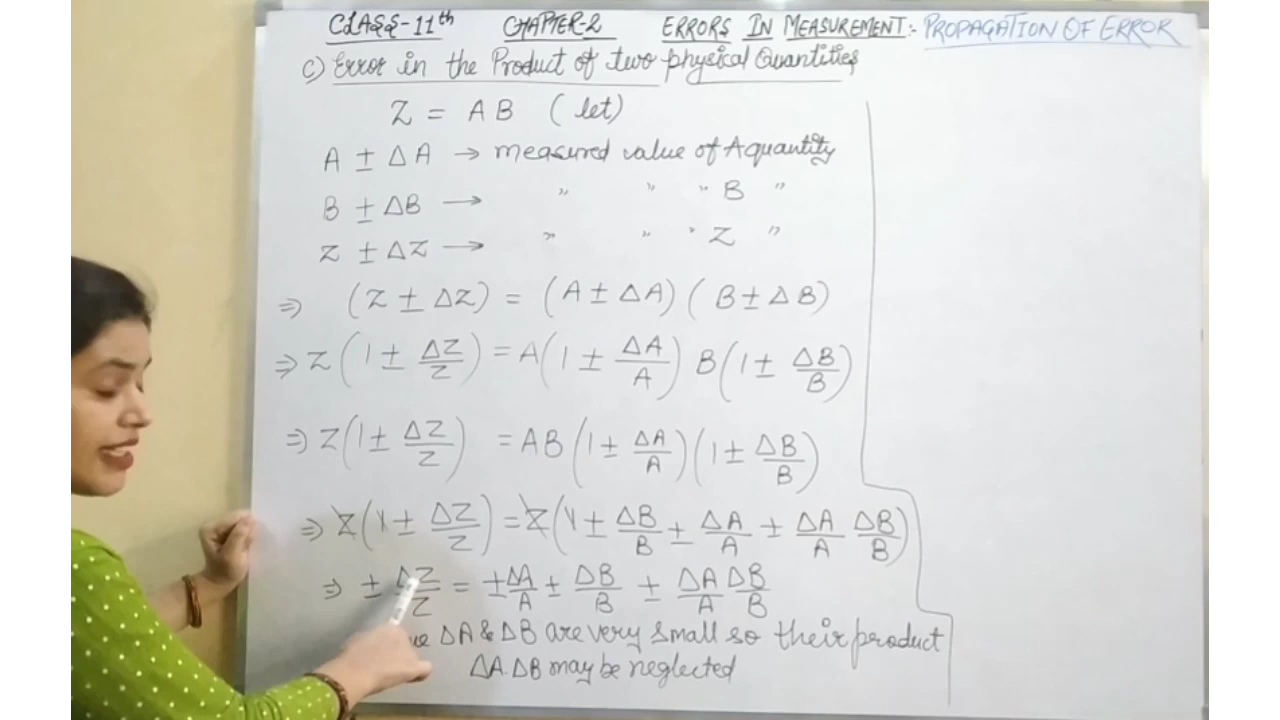 CLASS-11th CHAPTER-2 ERRORS IN MEASUREMENT:- PROPAGATION OF ERROR
c) Error in the Product of two physical Quantities
Z = AB (let)
A ± ΔA → measured value of A quantity
B ± ΔB → " " " B "
Z ± ΔZ → " " " Z "
⇒ (Z ± ΔZ) = (A ± ΔA) (B ± ΔB)
⇒ Z(1 ± ΔZ/Z) = A(1 ± ΔA/A) B(1 ± ΔB/B)
⇒ Z(1 ± ΔZ/Z) = AB(1 ± ΔA/A)(1 ± ΔB/B)
⇒ Z(1 ± ΔZ/Z) = Z(1 ± ΔB/B ± ΔA/A ± ΔA/A ΔB/B)
⇒ ± ΔZ/Z = ± ΔA/A ± ΔB/B ± ΔA/A ΔB/B
ΔA & ΔB are very small so their product
ΔA.ΔB may be neglected